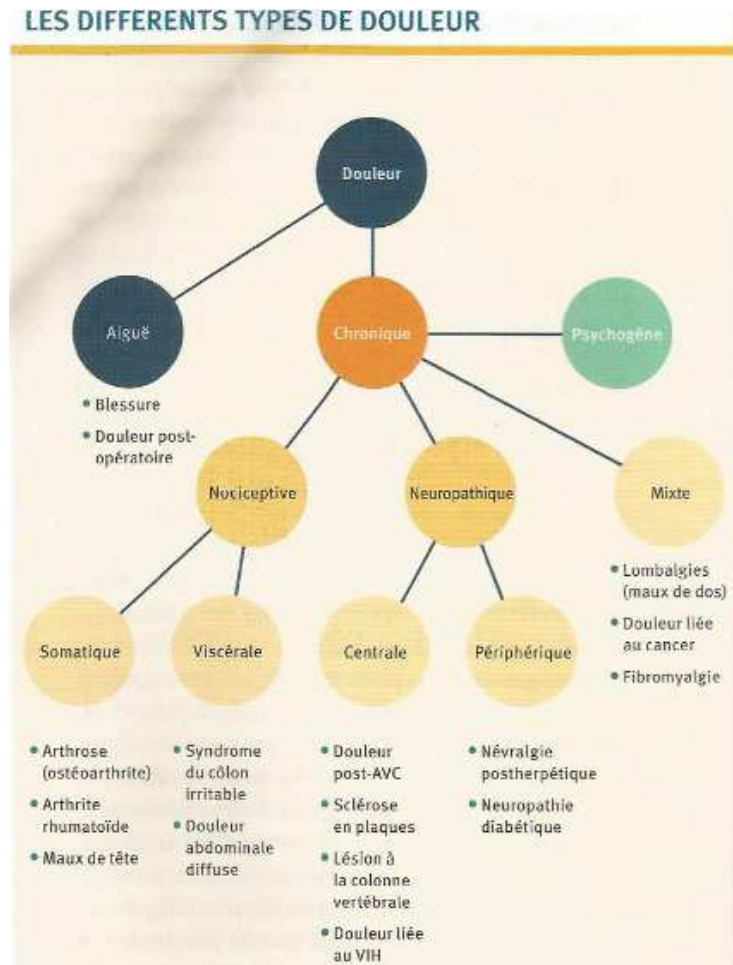 LES DIFFERENTS TYPES DE DOULEUR
Douleur
Aiguë
Chronique
Psychogène
• Blessure
• Douleur post-
opératoire
Nociceptive
Neuropathique
Mixte
• Lombalgies
(maux de dos)
• Douleur liée
au cancer
• Fibromyalgie
Somatique
Viscérale
Centrale
Périphérique
• Arthrose
(ostéoarthrite)
• Arthrite
rhumatoïde
• Maux de tête
• Syndrome
du côlon
irritable
• Douleur
abdominale
diffuse
• Douleur
post-AVC
• Sclérose
en plaques
• Lésion à
la colonne
vertébrale
• Douleur liée
au VIH
• Névralgie
postherpétique
• Neuropathie
diabétique